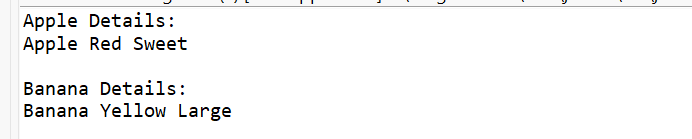 Apple Details:
Apple Red Sweet
Banana Details:
Banana Yellow Large